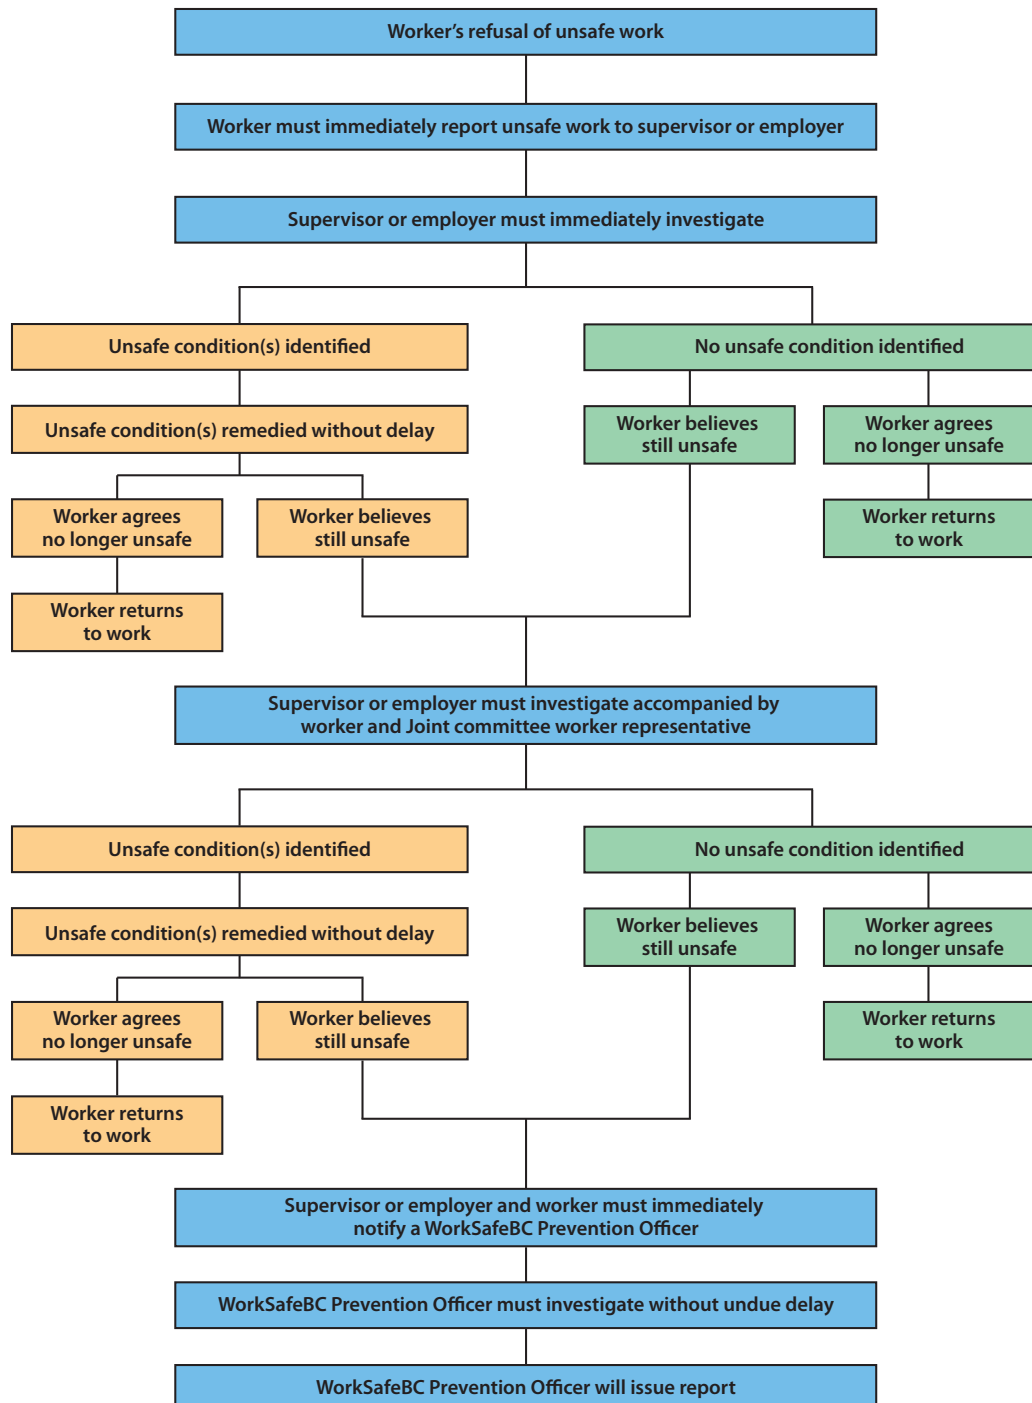 Worker’s refusal of unsafe work
Worker must immediately report unsafe work to supervisor or employer
Supervisor or employer must immediately investigate
Unsafe condition(s) identified
No unsafe condition identified
Unsafe condition(s) remedied without delay
Worker believes
still unsafe
Worker agrees
no longer unsafe
Worker agrees
no longer unsafe
Worker believes
still unsafe
Worker returns
to work
Worker returns
to work
Supervisor or employer must investigate accompanied by
worker and Joint committee worker representative
Unsafe condition(s) identified
No unsafe condition identified
Unsafe condition(s) remedied without delay
Worker believes
still unsafe
Worker agrees
no longer unsafe
Worker agrees
no longer unsafe
Worker believes
still unsafe
Worker returns
to work
Worker returns
to work
Supervisor or employer and worker must immediately
notify a WorkSafeBC Prevention Officer
WorkSafeBC Prevention Officer must investigate without undue delay
WorkSafeBC Prevention Officer will issue report